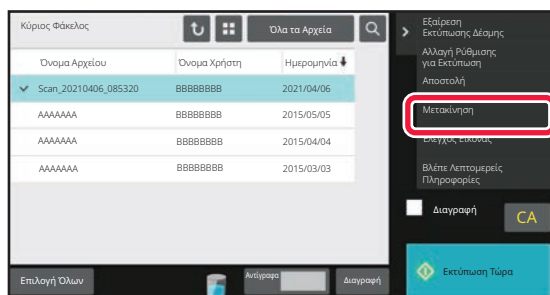 Κύριος Φάκελος
Όλα τα Αρχεία
Όνομα Αρχείου
Όνομα Χρήστη
Ημερομηνία
Scan_20210406_085320
BBBBBBBB
2021/04/06
AAAAAAA
BBBBBBBB
2015/05/05
AAAAAAA
BBBBBBBB
2015/04/04
AAAAAAA
BBBBBBBB
2015/03/03
Επιλογή Όλων
Αντίγραφα
Διαγραφή
Εξαίρεση
Εκτύπωσης Δέσμης
Αλλαγή Ρύθμισης
για Εκτύπωση
Αποστολή
Μετακίνηση
Έλεγχος Εικόνας
Βλέπε Λεπτομερείς
Πληροφορίες
Διαγραφή
CA
Εκτύπωση Τώρα